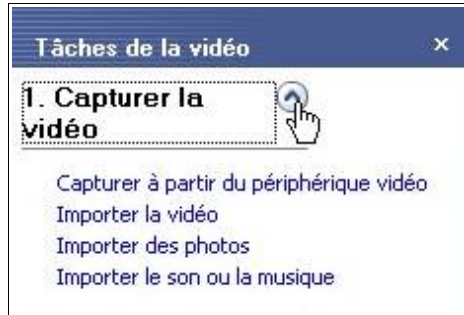 Tâches de la vidéo
1. Capturer la
vidéo
Capturer à partir du périphérique vidéo
Importer la vidéo
Importer des photos
Importer le son ou la musique